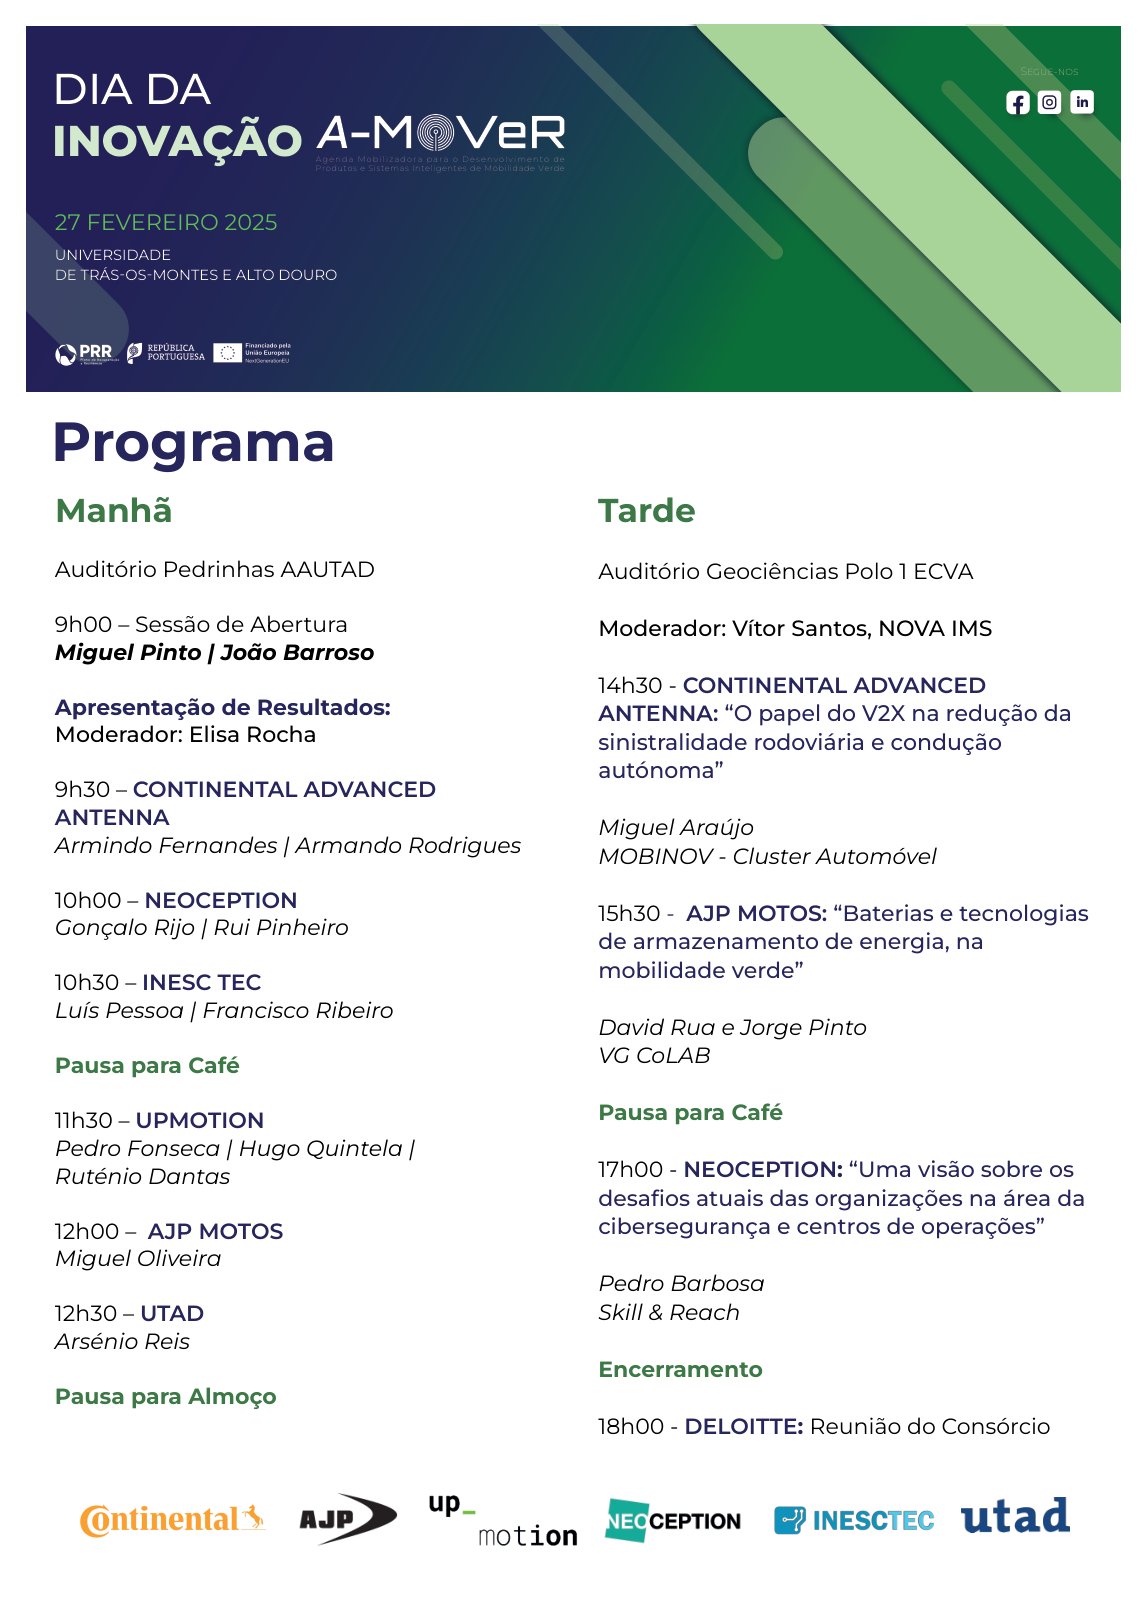 DIA DA
INOVAÇÃO
A-MOVeR
Agenda Mobilizadora para o Desenvolvimento de
Produtos e Sistemas Inteligentes de Mobilidade Verde
SEGUE-NOS
27 FEVEREIRO 2025
UNIVERSIDADE
DE TRÁS-OS-MONTES E ALTO DOURO
PRR
Plano de Recuperação
e Resiliência
REPÚBLICA
PORTUGUESA
Financiado pela
União Europeia
NextGenerationEU
Programa
Manhã
Auditório Pedrinhas AAUTAD
9h00 – Sessão de Abertura
Miguel Pinto | João Barroso
Apresentação de Resultados:
Moderador: Elisa Rocha
9h30 – CONTINENTAL ADVANCED
ANTENNA
Armindo Fernandes | Armando Rodrigues
10h00 – NEOCEPTION
Gonçalo Rijo | Rui Pinheiro
10h30 – INESC TEC
Luís Pessoa | Francisco Ribeiro
Pausa para Café
11h30 – UPMOTION
Pedro Fonseca | Hugo Quintela |
Ruténio Dantas
12h00 – AJP MOTOS
Miguel Oliveira
12h30 – UTAD
Arsénio Reis
Pausa para Almoço
Tarde
Auditório Geociências Polo 1 ECVA
Moderador: Vítor Santos, NOVA IMS
14h30 - CONTINENTAL ADVANCED
ANTENNA: “O papel do V2X na redução da
sinistralidade rodoviária e condução
autónoma”
Miguel Araújo
MOBINOV - Cluster Automóvel
15h30 - AJP MOTOS: “Baterias e tecnologias
de armazenamento de energia, na
mobilidade verde”
David Rua e Jorge Pinto
VG CoLAB
Pausa para Café
17h00 - NEOCEPTION: “Uma visão sobre os
desafios atuais das organizações na área da
cibersegurança e centros de operações”
Pedro Barbosa
Skill & Reach
Encerramento
18h00 - DELOITTE: Reunião do Consórcio
Continental
AJP
up_
motion
NEOCEPTION
INESCTEC
utad